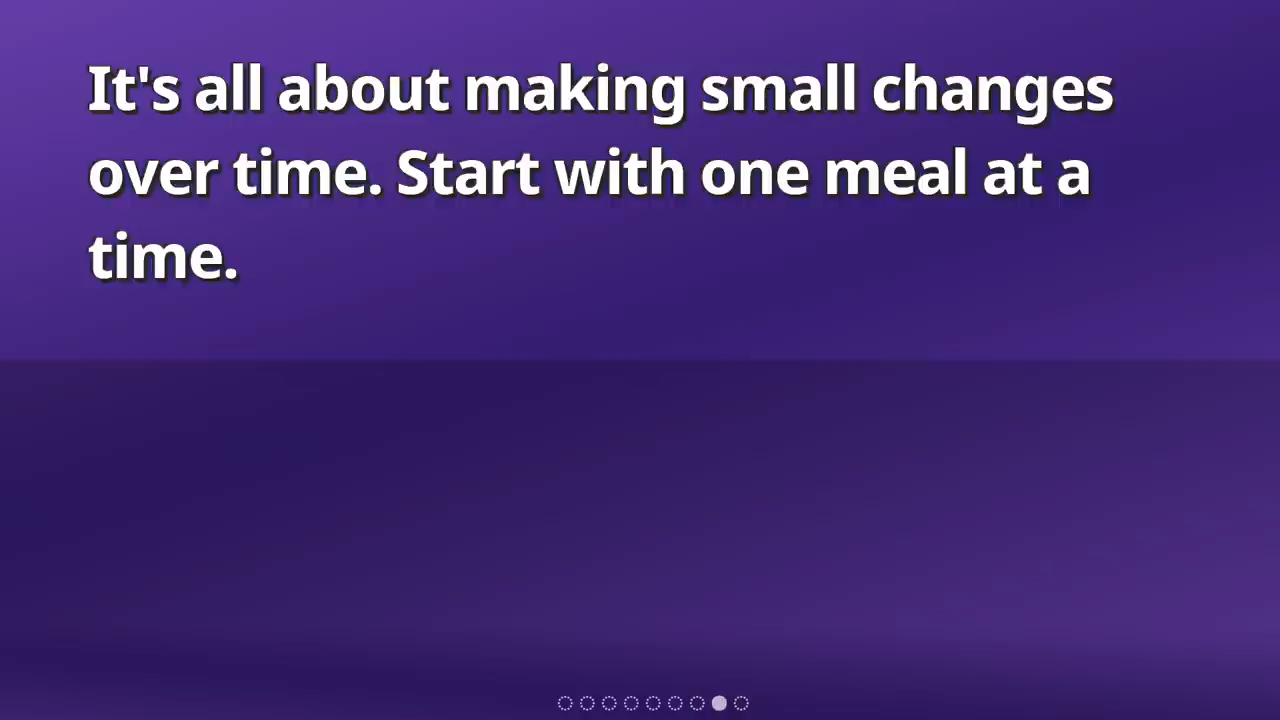 It's all about making small changes
over time. Start with one meal at a
time.